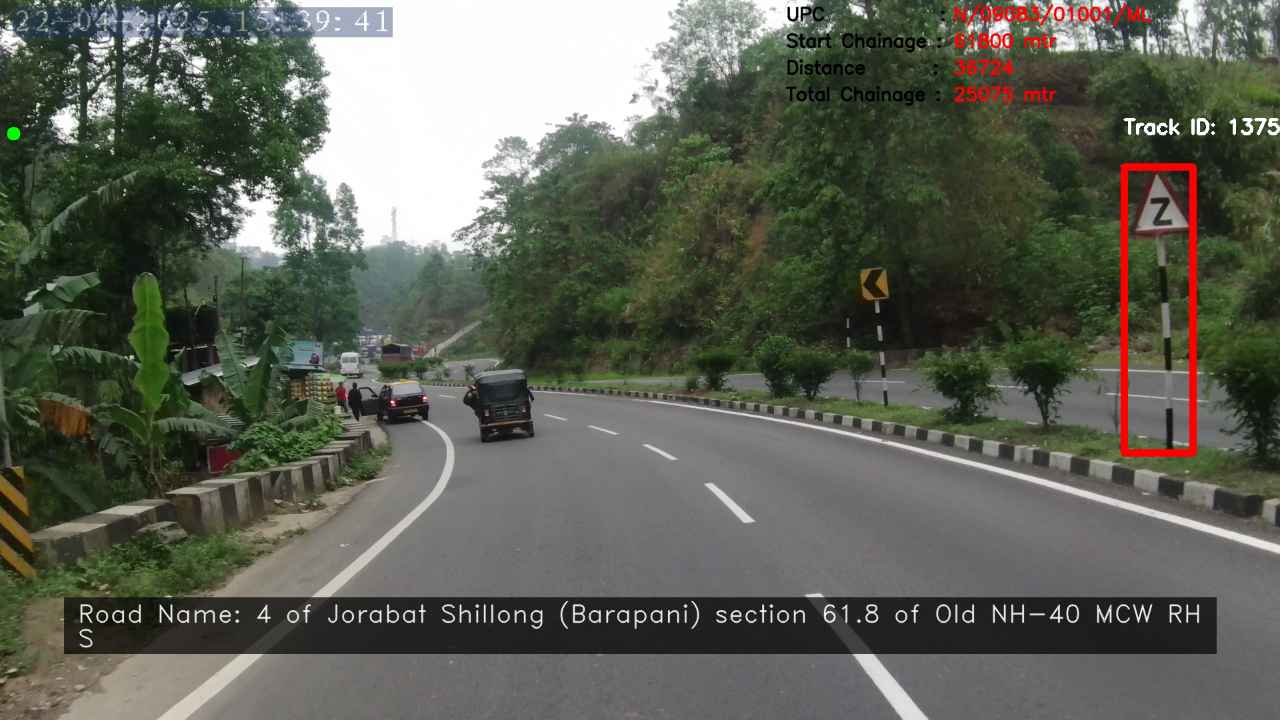 22-04-2025 15:39:41
UPC : N/09083/01001/ML
Start Chainage : 61800 mtr
Distance : 36724
Total Chainage : 25075 mtr
Track ID: 1375
Z
Road Name: 4 of Jorabat Shillong (Barapani) section 61.8 of Old NH-40 MCW RH
S